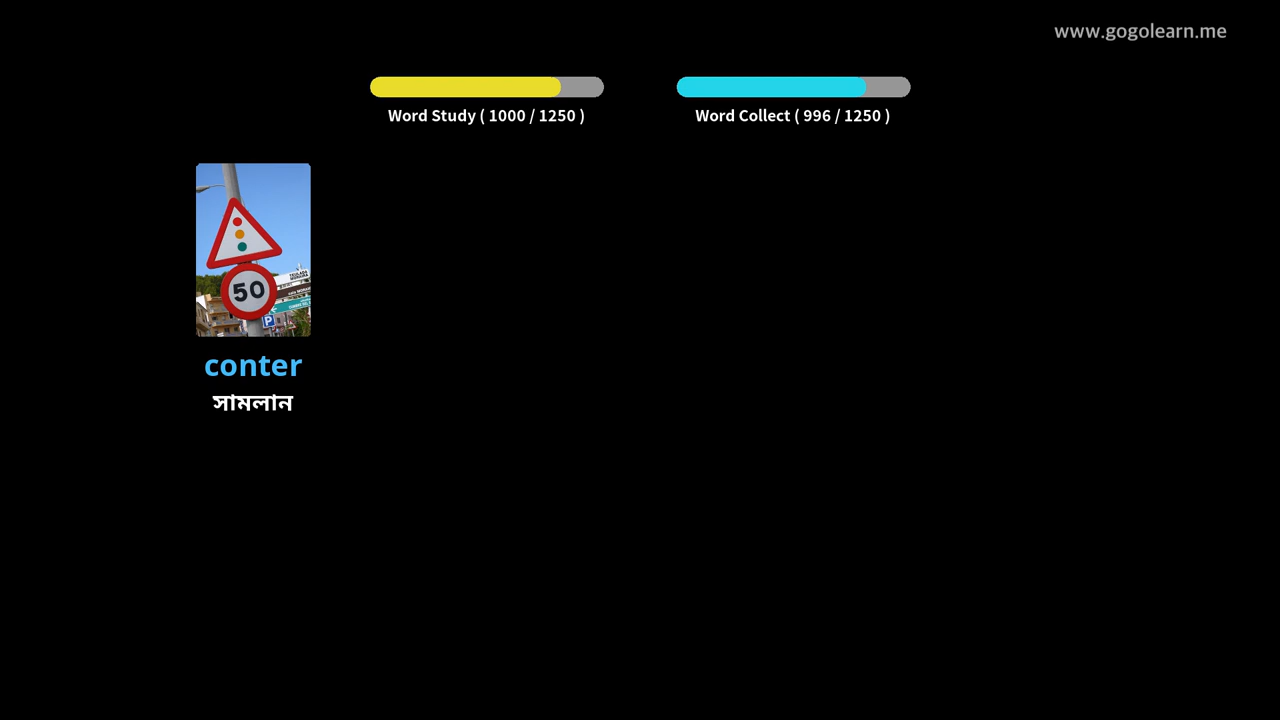 www.gogolearn.me
Word Study ( 1000 / 1250 )
Word Collect ( 996 / 1250 )
50
P
conter
সামলান